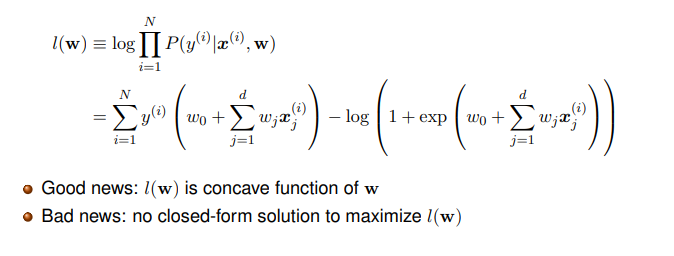 l(w) ≡ log ∏_{i=1}^{N} P(y^{(i)}|x^{(i)}, w)
= ∑_{i=1}^{N} y^{(i)} ( w_0 + ∑_{j=1}^{d} w_j x_j^{(i)} ) − log ( 1 + exp ( w_0 + ∑_{j=1}^{d} w_j x_j^{(i)} ) )
Good news: l(w) is concave function of w
Bad news: no closed-form solution to maximize l(w)